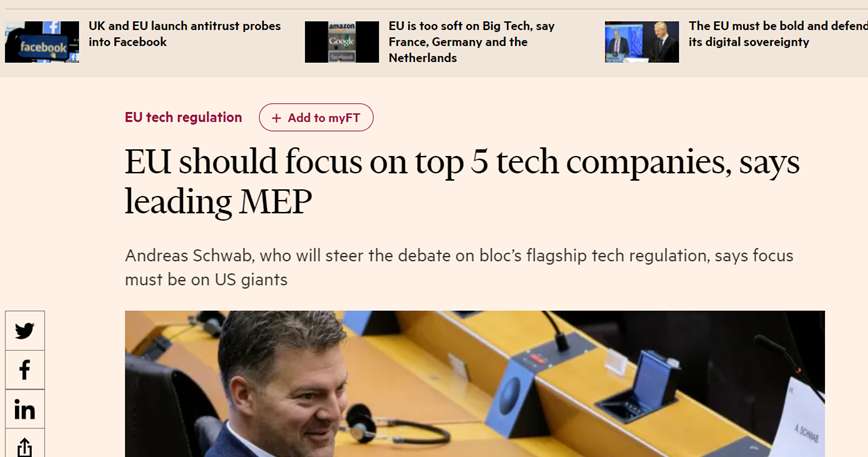 UK and EU launch antitrust probes
into Facebook
facebook
EU is too soft on Big Tech, say
France, Germany and the
Netherlands
amazon
Google
facebook
The EU must be bold and defend
its digital sovereignty
EU tech regulation
+ Add to myFT
EU should focus on top 5 tech companies, says
leading MEP
Andreas Schwab, who will steer the debate on bloc’s flagship tech regulation, says focus
must be on US giants
A. SCHWAB